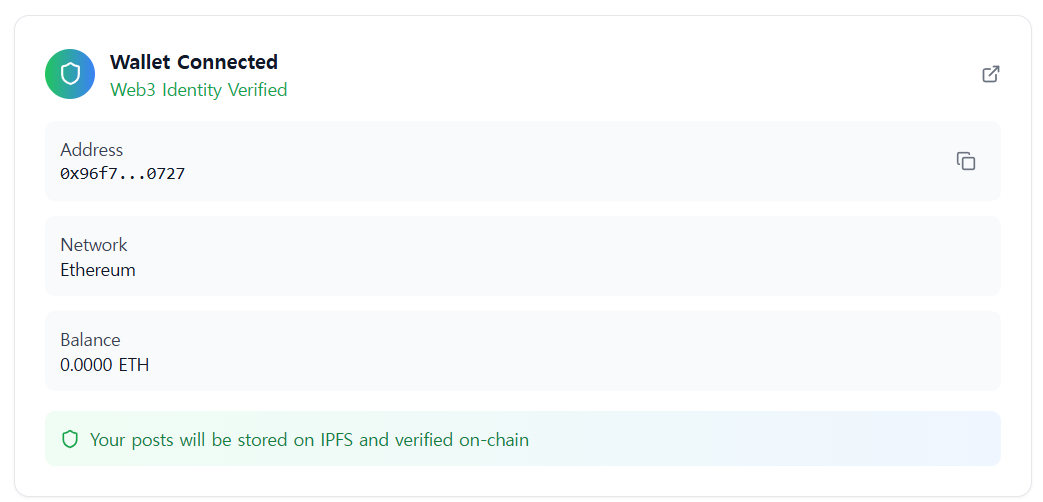 Wallet Connected
Web3 Identity Verified
Address
0x96f7...0727
Network
Ethereum
Balance
0.0000 ETH
Your posts will be stored on IPFS and verified on-chain